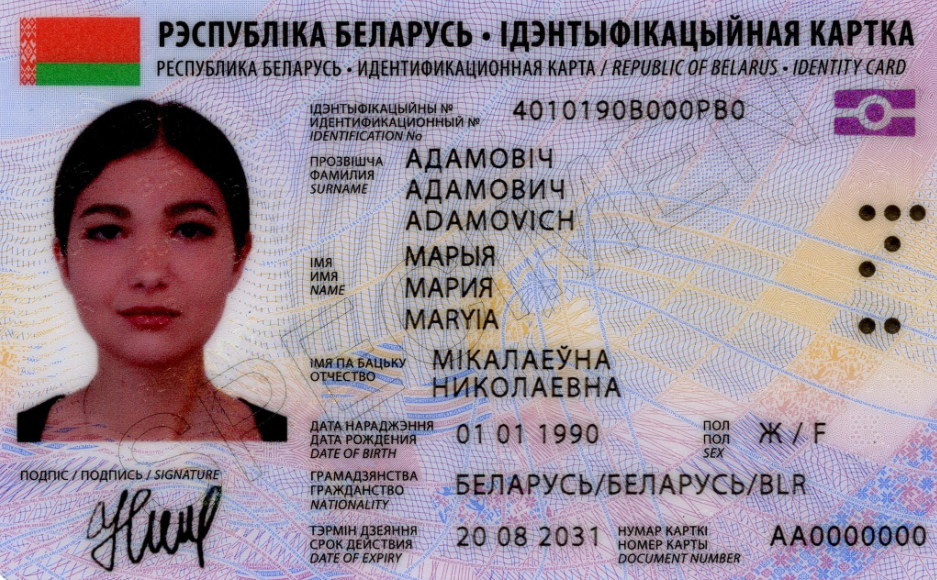 РЭСПУБЛІКА БЕЛАРУСЬ • ІДЭНТЫФІКАЦЫЙНАЯ КАРТКА
РЕСПУБЛИКА БЕЛАРУСЬ • ИДЕНТИФИКАЦИОННАЯ КАРТА / REPUBLIC OF BELARUS • IDENTITY CARD
ІДЭНТЫФІКАЦЫЙНЫ № 4010190B000PB0
ИДЕНТИФИКАЦИОННЫЙ №
IDENTIFICATION No
ПРОЗВІШЧА АДАМОВІЧ
ФАМИЛИЯ АДАМОВИЧ
SURNAME ADAMOVICH
ІМЯ МАРЫЯ
ИМЯ МАРИЯ
NAME MARYIA
ІМЯ ПА БАЦЬКУ МІКАЛАЕЎНА
ОТЧЕСТВО НИКОЛАЕВНА
ДАТА НАРАДЖЭННЯ 01 01 1990 ПОЛ Ж / F
ДАТА РОЖДЕНИЯ ПОЛ
DATE OF BIRTH SEX
ПОДПІС / ПОДПИСЬ / SIGNATURE
ГРАМАДЗЯНСТВА БЕЛАРУСЬ/БЕЛАРУСЬ/BLR
ГРАЖДАНСТВО
NATIONALITY
ТЭРМІН ДЗЕЯННЯ 20 08 2031 НУМАР КАРТКІ AA0000000
СРОК ДЕЙСТВИЯ НОМЕР КАРТЫ
DATE OF EXPIRY DOCUMENT NUMBER
SPECIMEN